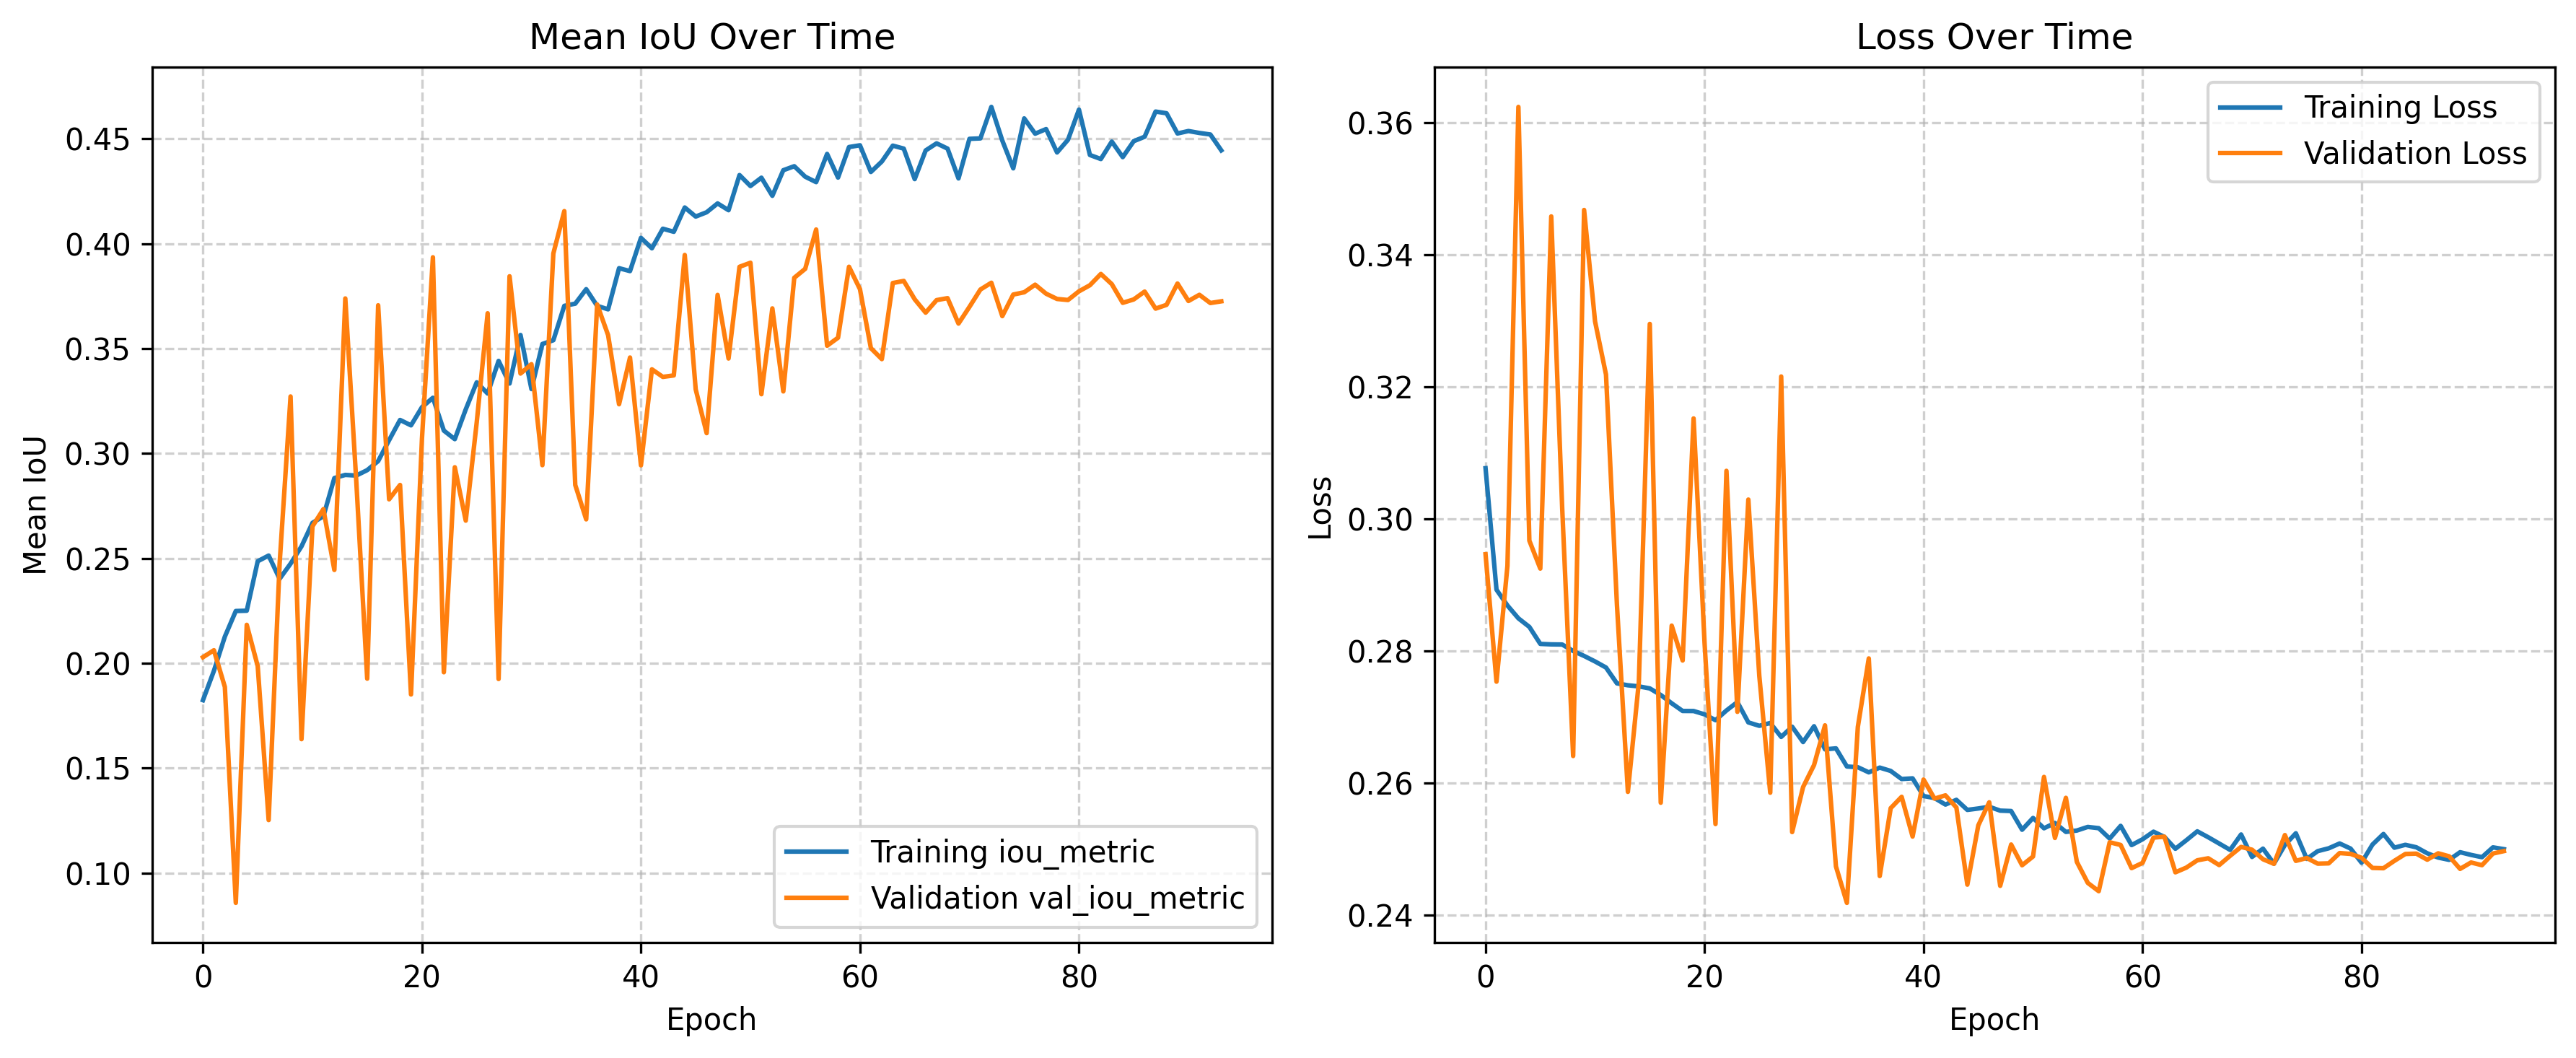 Mean IoU Over Time
Mean IoU
0.45
0.40
0.35
0.30
0.25
0.20
0.15
0.10
Training iou_metric
Validation val_iou_metric
0 20 40 60 80
Epoch
Loss Over Time
Loss
0.36
0.34
0.32
0.30
0.28
0.26
0.24
Training Loss
Validation Loss
0 20 40 60 80
Epoch